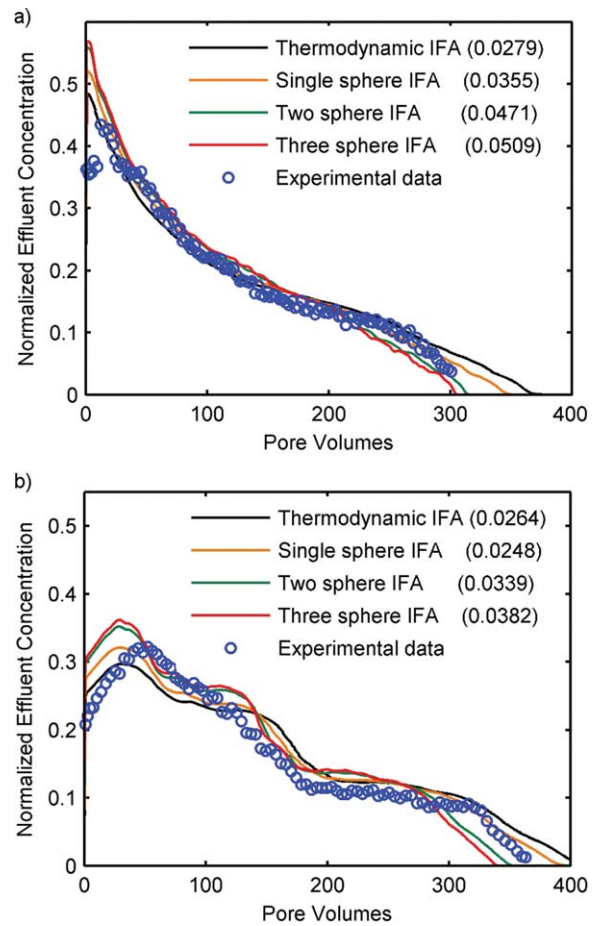 a)
Normalized Effluent Concentration
0.5
0.4
0.3
0.2
0.1
0
Thermodynamic IFA (0.0279)
Single sphere IFA (0.0355)
Two sphere IFA (0.0471)
Three sphere IFA (0.0509)
Experimental data
0 100 200 300 400
Pore Volumes
b)
Normalized Effluent Concentration
0.5
0.4
0.3
0.2
0.1
0
Thermodynamic IFA (0.0264)
Single sphere IFA (0.0248)
Two sphere IFA (0.0339)
Three sphere IFA (0.0382)
Experimental data
0 100 200 300 400
Pore Volumes